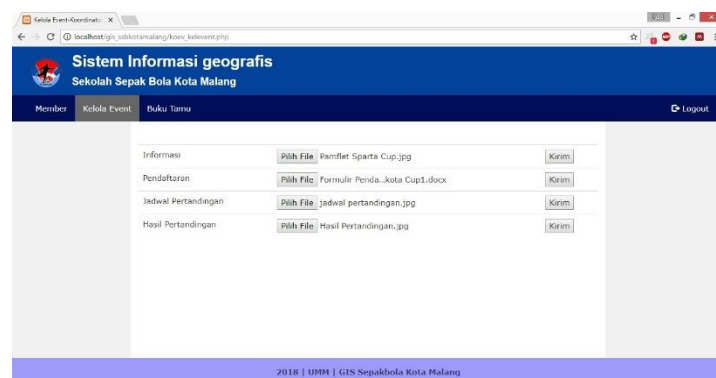 Kelola Event-Koordinator
localhost/gis_ssbkotamalang/koev_kelevent.php
Sistem Informasi geografis
Sekolah Sepak Bola Kota Malang
Member Kelola Event Buku Tamu Logout
Informasi Pilih File Pamflet Sparta Cup.jpg Kirim
Pendaftaran Pilih File Formulir Penda...kota Cup1.docx Kirim
Jadwal Pertandingan Pilih File jadwal pertandingan.jpg Kirim
Hasil Pertandingan Pilih File Hasil Pertandingan.jpg Kirim
2018 | UMM | GIS Sepakbola Kota Malang